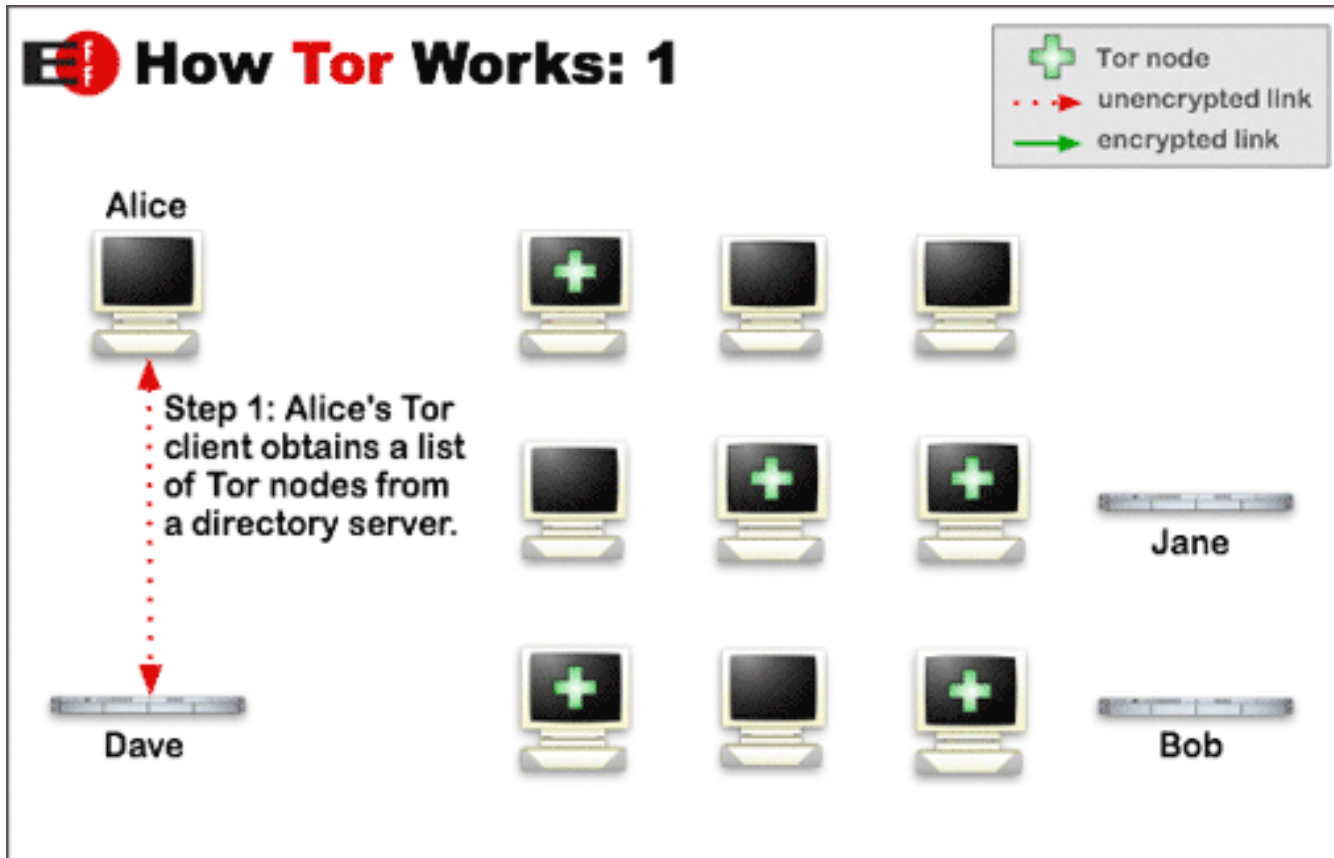 EFF How Tor Works: 1
Tor node
unencrypted link
encrypted link
Alice
Step 1: Alice's Tor
client obtains a list
of Tor nodes from
a directory server.
Jane
Dave
Bob